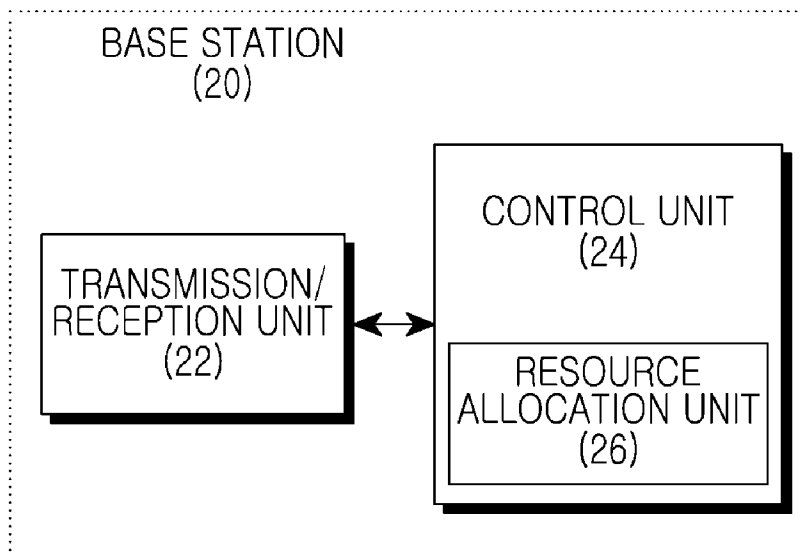 BASE STATION
(20)
TRANSMISSION/
RECEPTION UNIT
(22)
CONTROL UNIT
(24)
RESOURCE
ALLOCATION UNIT
(26)